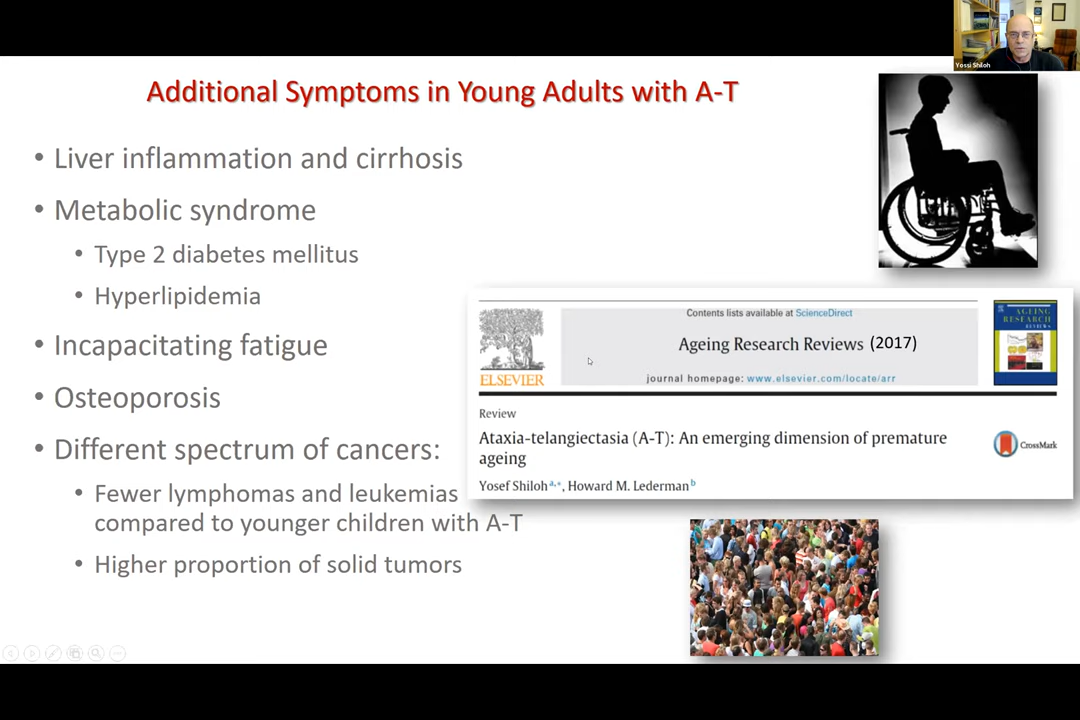 Yossi Shiloh
Additional Symptoms in Young Adults with A-T
• Liver inflammation and cirrhosis
• Metabolic syndrome
• Type 2 diabetes mellitus
• Hyperlipidemia
• Incapacitating fatigue
• Osteoporosis
• Different spectrum of cancers:
• Fewer lymphomas and leukemias
compared to younger children with A-T
• Higher proportion of solid tumors
Contents lists available at ScienceDirect
Ageing Research Reviews (2017)
journal homepage: www.elsevier.com/locate/arr
ELSEVIER
AGEING
RESEARCH
REVIEWS
Review
Ataxia-telangiectasia (A-T): An emerging dimension of premature
ageing
CrossMark
Yosef Shiloh a,*, Howard M. Lederman b